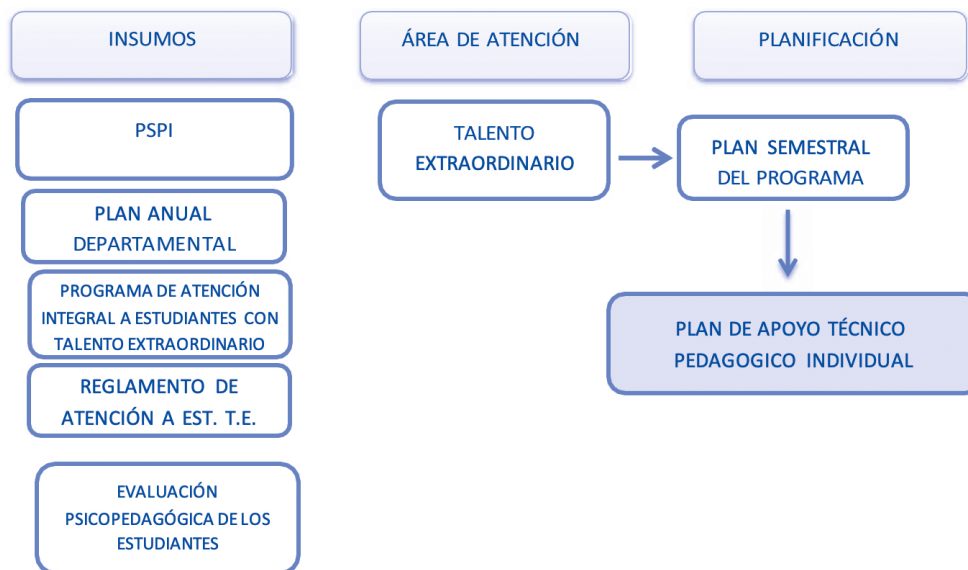 INSUMOS
ÁREA DE ATENCIÓN
PLANIFICACIÓN
PSPI
PLAN ANUAL
DEPARTAMENTAL
PROGRAMA DE ATENCIÓN
INTEGRAL A ESTUDIANTES CON
TALENTO EXTRAORDINARIO
REGLAMENTO DE
ATENCIÓN A EST. T.E.
EVALUACIÓN
PSICOPEDAGÓGICA DE LOS
ESTUDIANTES
TALENTO
EXTRAORDINARIO
PLAN SEMESTRAL
DEL PROGRAMA
PLAN DE APOYO TÉCNICO
PEDAGOGICO INDIVIDUAL